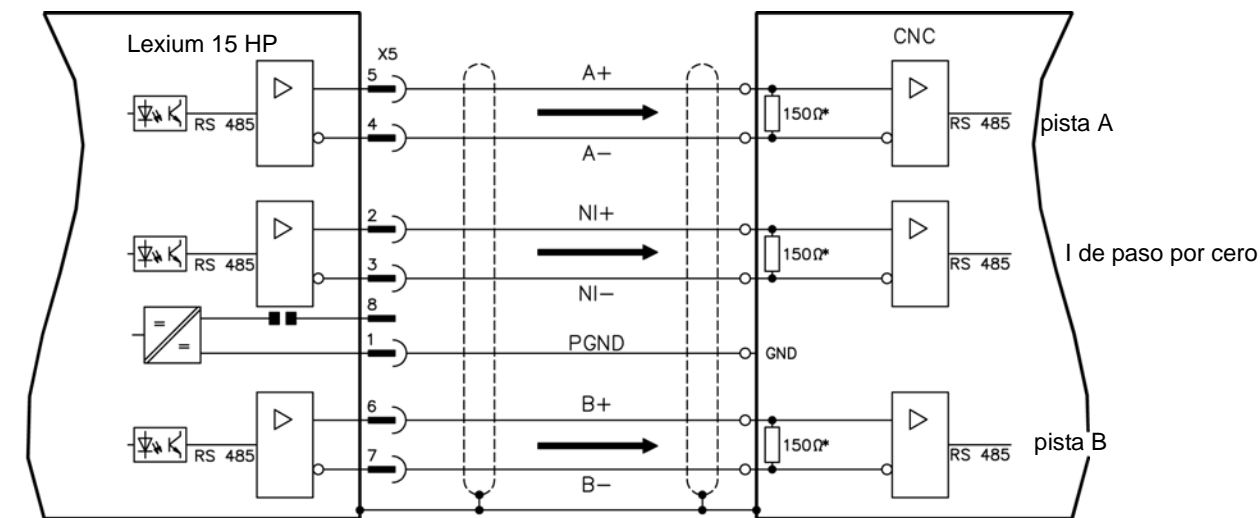 Lexium 15 HP
X5
CNC
5
A+
RS 485
150Ω*
RS 485
pista A
4
A−
2
NI+
RS 485
150Ω*
RS 485
I de paso por cero
3
NI−
8
=
=
1
PGND
GND
6
B+
RS 485
150Ω*
RS 485
pista B
7
B−